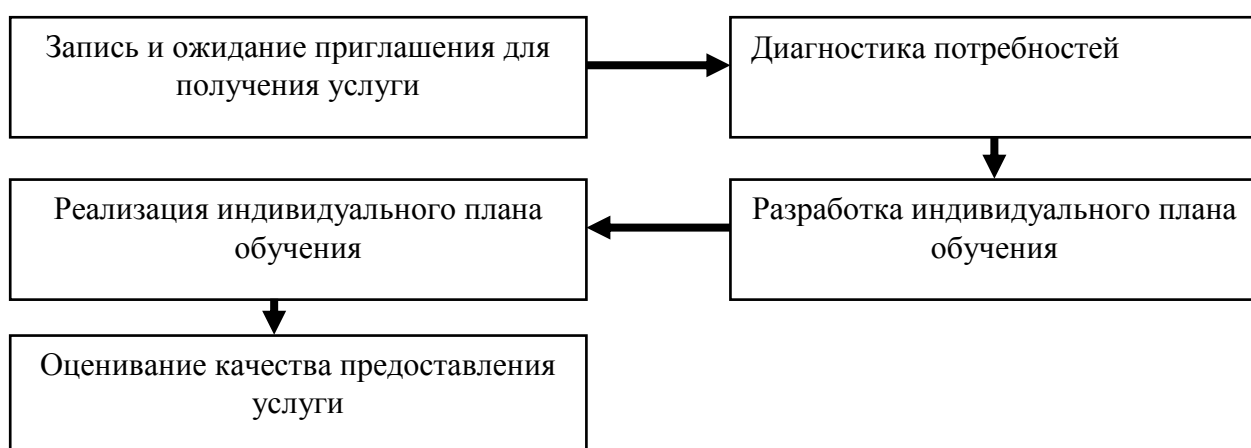 Запись и ожидание приглашения для
получения услуги
Диагностика потребностей
Разработка индивидуального плана
обучения
Реализация индивидуального плана
обучения
Оценивание качества предоставления
услуги